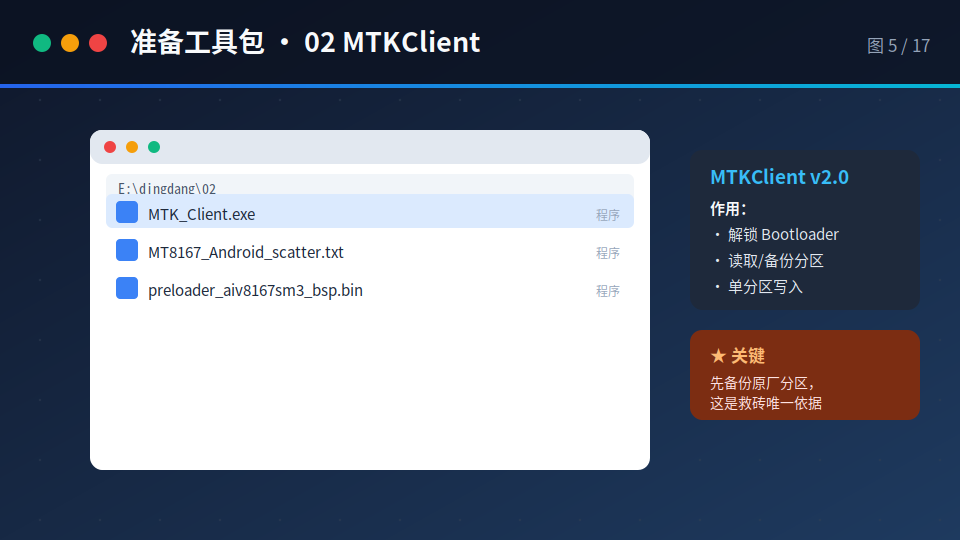 准备工具包 · 02 MTKClient
图 5 / 17
E:\dingdang\02
MTK_Client.exe 程序
MT8167_Android_scatter.txt 程序
preloader_aiv8167sm3_bsp.bin 程序
MTKClient v2.0
作用：
· 解锁 Bootloader
· 读取/备份分区
· 单分区写入
★ 关键
先备份原厂分区，
这是救砖唯一依据